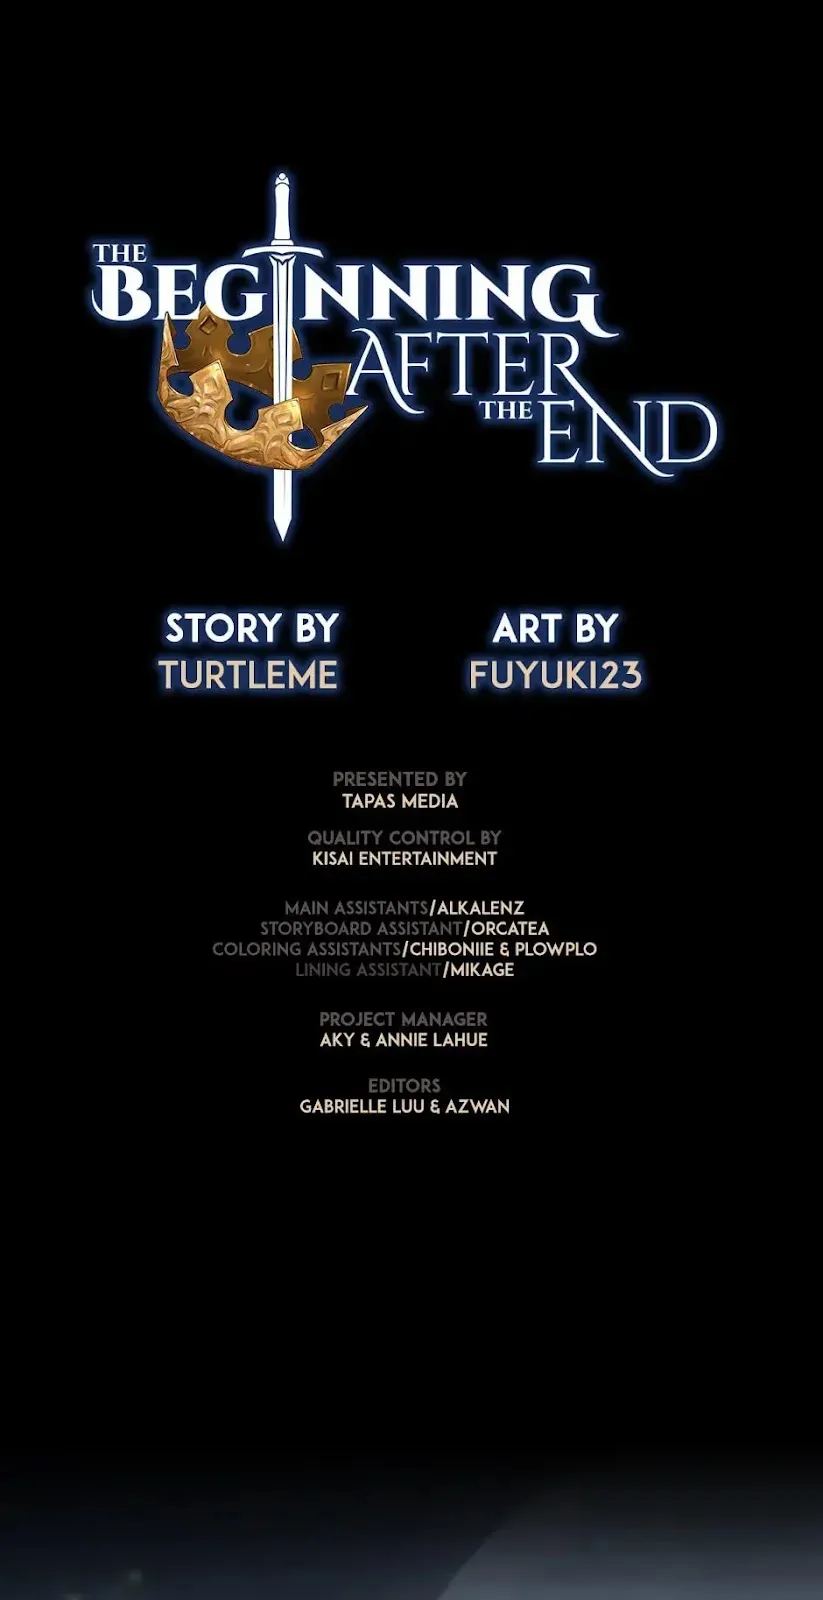 THE
BEGINNING
AFTER
THE END
STORY BY
TURTLEME
ART BY
FUYUKI23
PRESENTED BY
TAPAS MEDIA
QUALITY CONTROL BY
KISAI ENTERTAINMENT
MAIN ASSISTANTS/ALKALENZ
STORYBOARD ASSISTANT/ORCATEA
COLORING ASSISTANTS/CHIBONIIE & PLOWPLO
LINING ASSISTANT/MIKAGE
PROJECT MANAGER
AKY & ANNIE LAHUE
EDITORS
GABRIELLE LUU & AZWAN